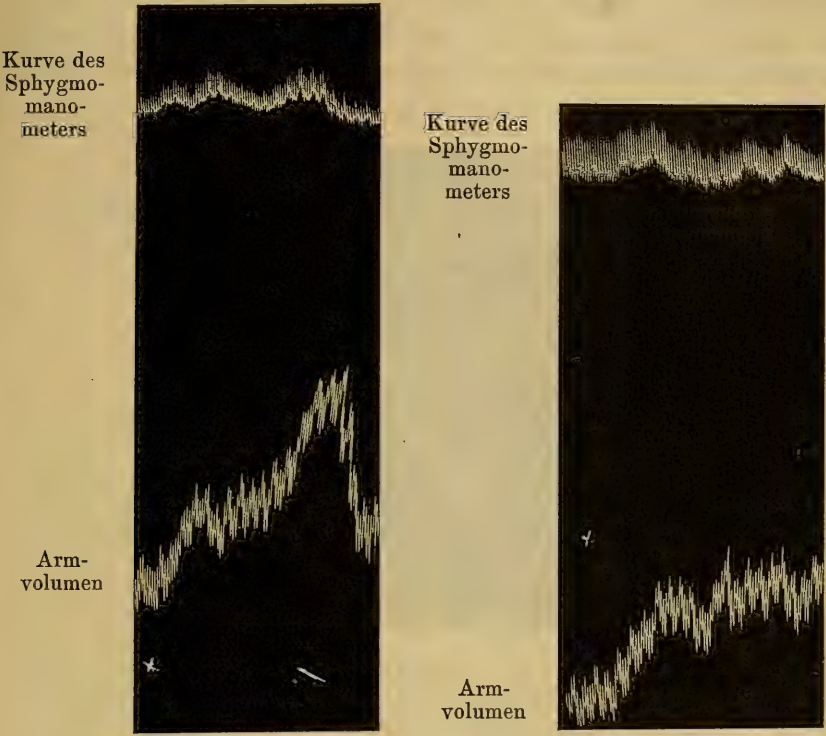 Kurve des
Sphygmo-
mano-
meters
Arm-
volumen
Kurve des
Sphygmo-
mano-
meters
Arm-
volumen